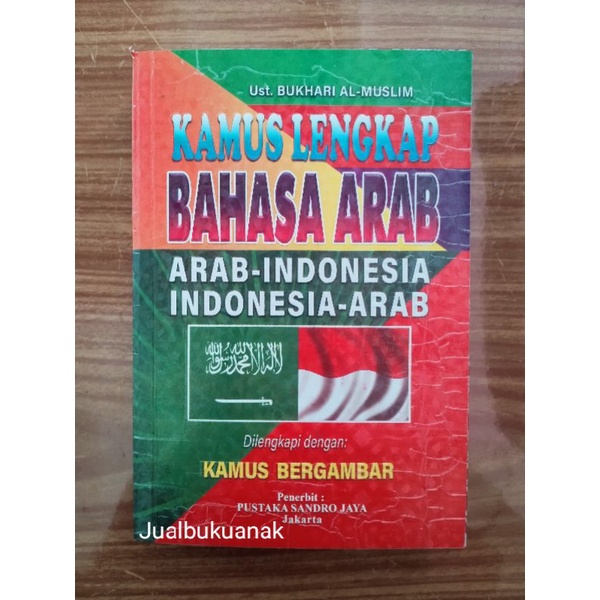 Ust. BUKHARI AL-MUSLIM
KAMUS LENGKAP
BAHASA ARAB
ARAB-INDONESIA
INDONESIA-ARAB
لا إله إلا الله محمد رسول الله
Dilengkapi dengan:
KAMUS BERGAMBAR
Penerbit :
PUSTAKA SANDRO JAYA
Jakarta
Jualbukuanak